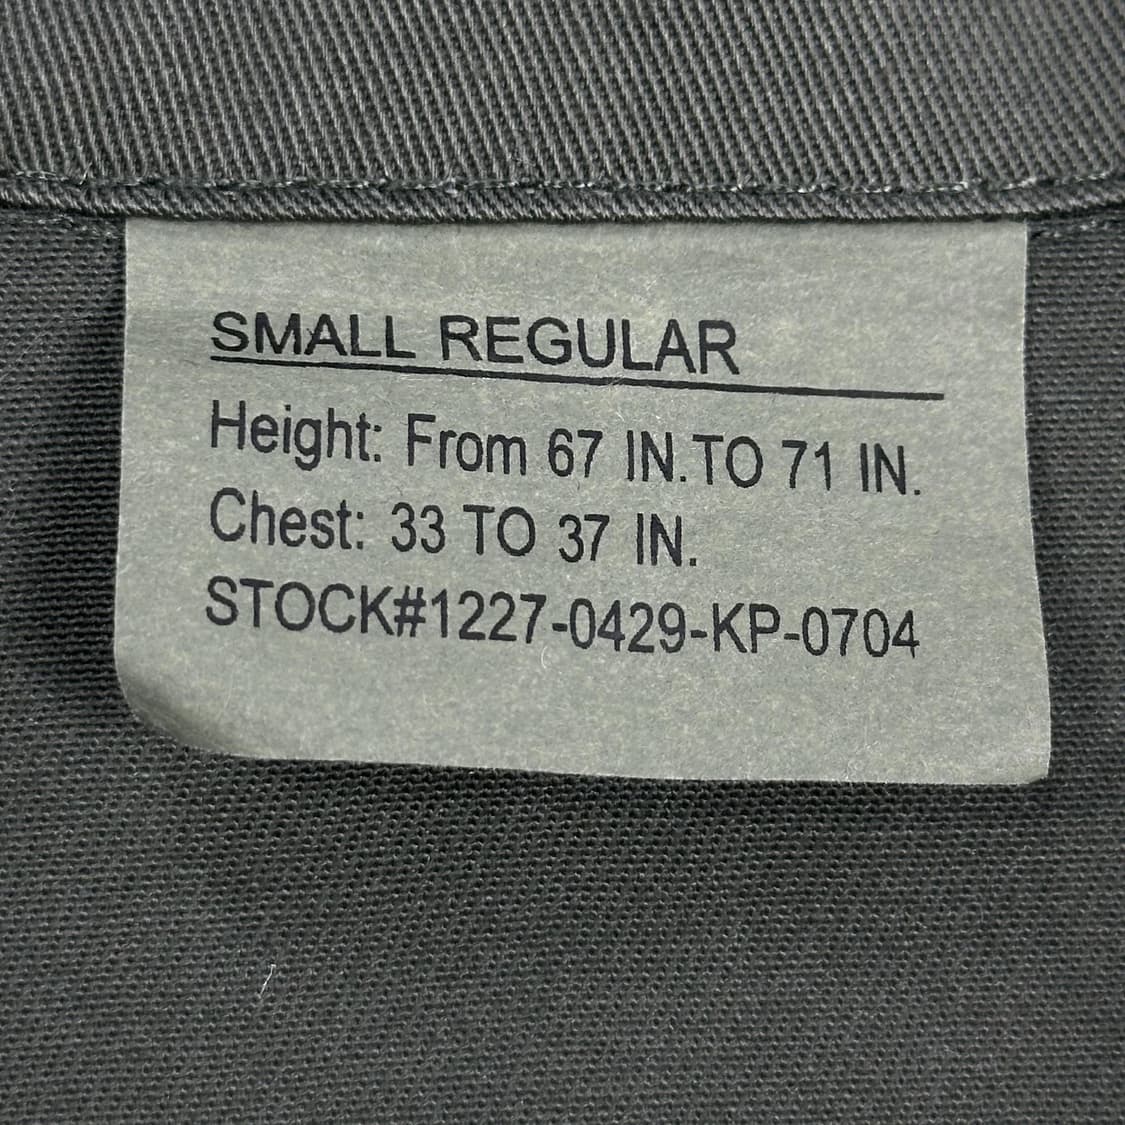 SMALL REGULAR
Height: From 67 IN.TO 71 IN.
Chest: 33 TO 37 IN.
STOCK#1227-0429-KP-0704